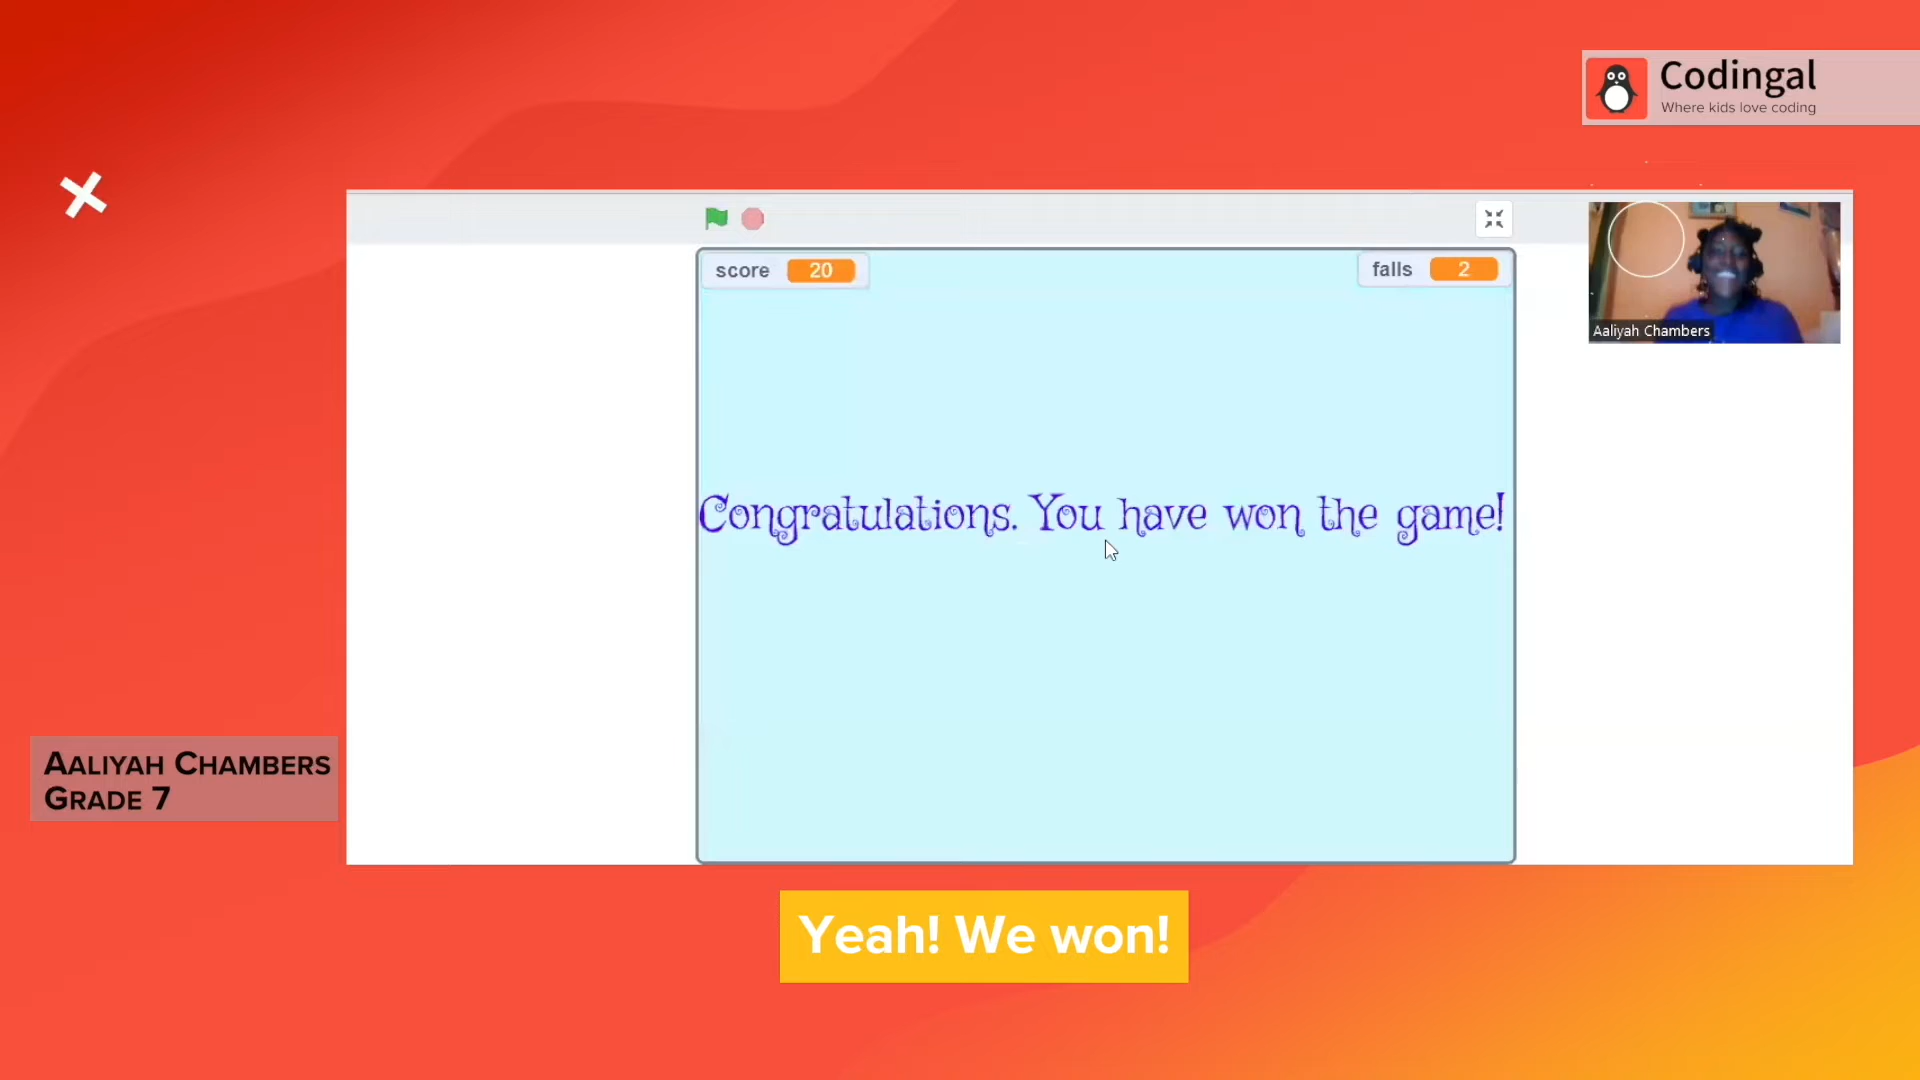 Codingal
Where kids love coding
score 20
falls 2
Aaliyah Chambers
Congratulations. You have won the game!
AALIYAH CHAMBERS
GRADE 7
Yeah! We won!